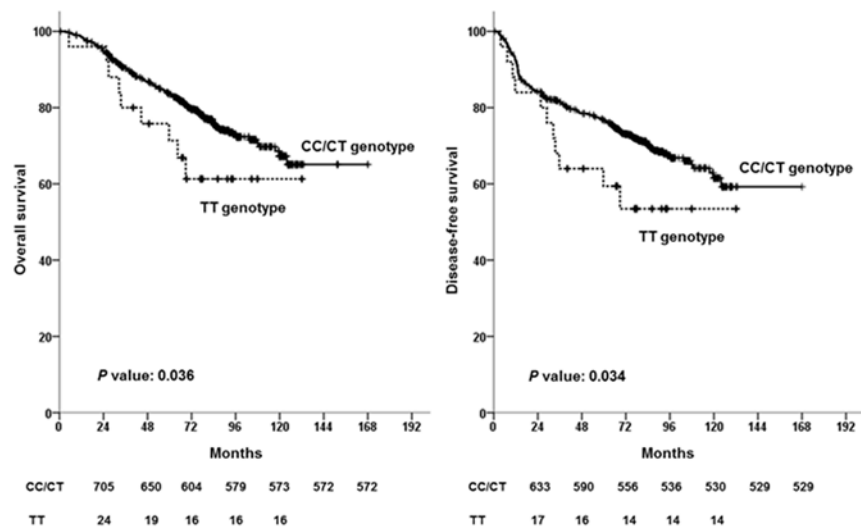 Overall survival
100
80
60
40
20
0
CC/CT genotype
TT genotype
P value: 0.036
0 24 48 72 96 120 144 168 192
Months
CC/CT 705 650 604 579 573 572 572
TT 24 19 16 16 16
Disease-free survival
100
80
60
40
20
0
CC/CT genotype
TT genotype
P value: 0.034
0 24 48 72 96 120 144 168 192
Months
CC/CT 633 590 556 536 530 529 529
TT 17 16 14 14 14